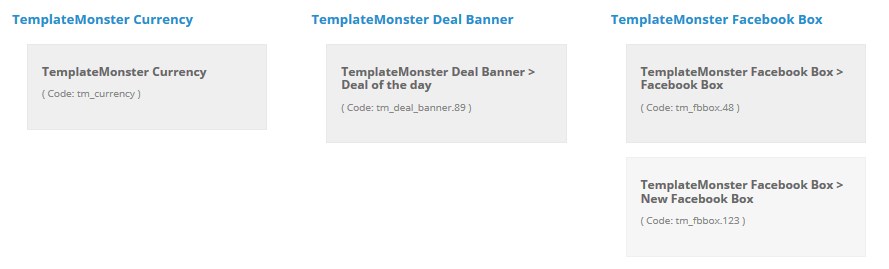 TemplateMonster Currency
TemplateMonster Currency
( Code: tm_currency )
TemplateMonster Deal Banner
TemplateMonster Deal Banner >
Deal of the day
( Code: tm_deal_banner.89 )
TemplateMonster Facebook Box
TemplateMonster Facebook Box >
Facebook Box
( Code: tm_fbbox.48 )
TemplateMonster Facebook Box >
New Facebook Box
( Code: tm_fbbox.123 )